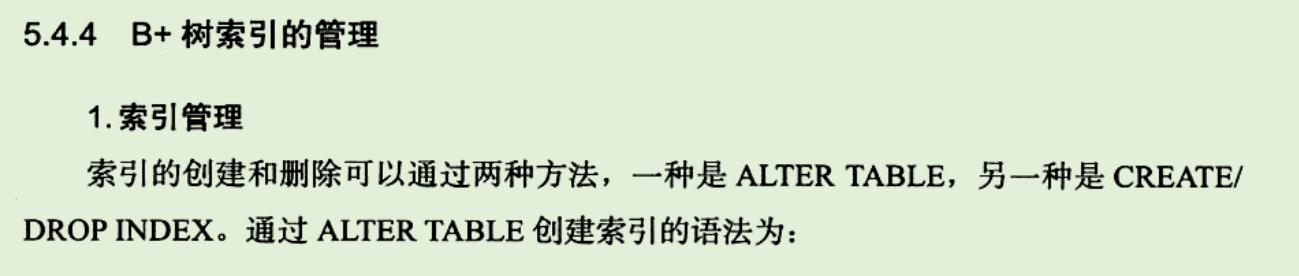 5.4.4 B+ 树索引的管理
1. 索引管理
索引的创建和删除可以通过两种方法，一种是 ALTER TABLE，另一种是 CREATE/
DROP INDEX。通过 ALTER TABLE 创建索引的语法为：